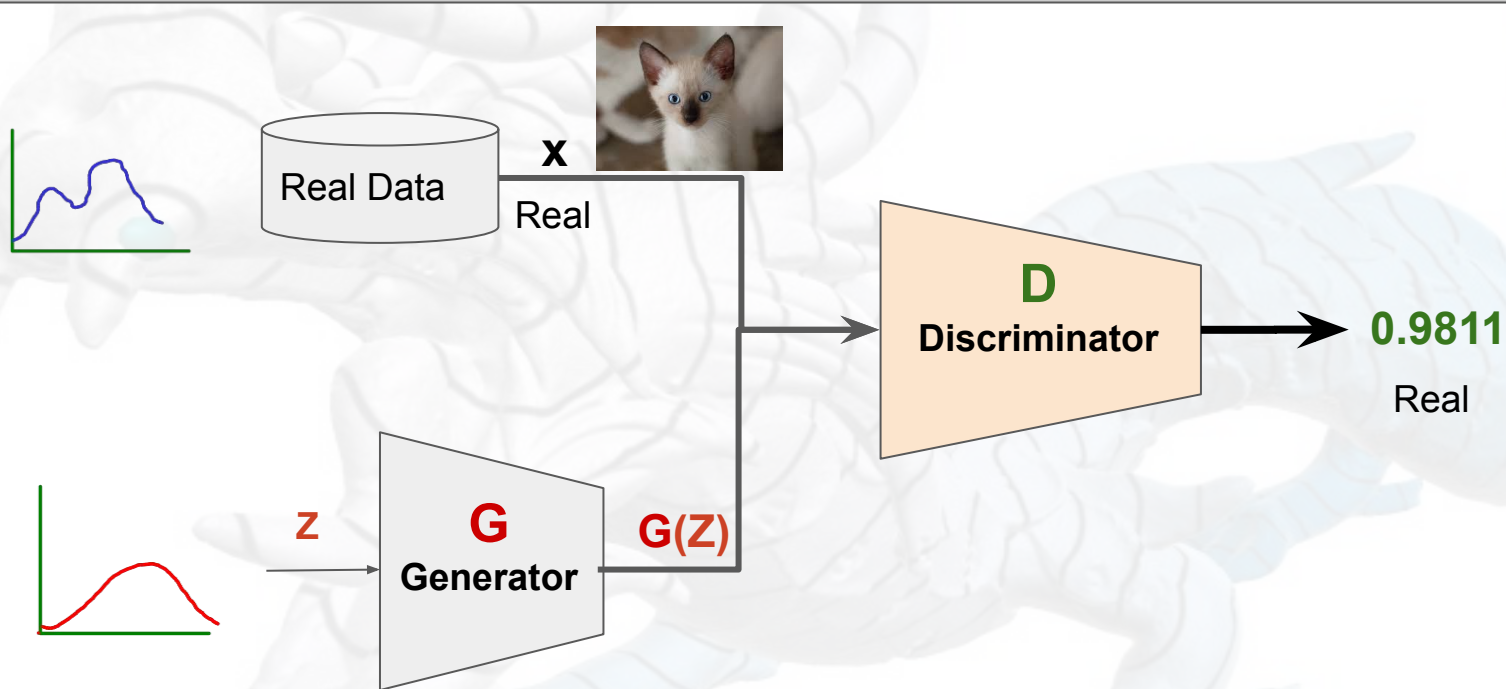 x
Real Data
Real
D
Discriminator
0.9811
Real
z
G
Generator
G(Z)